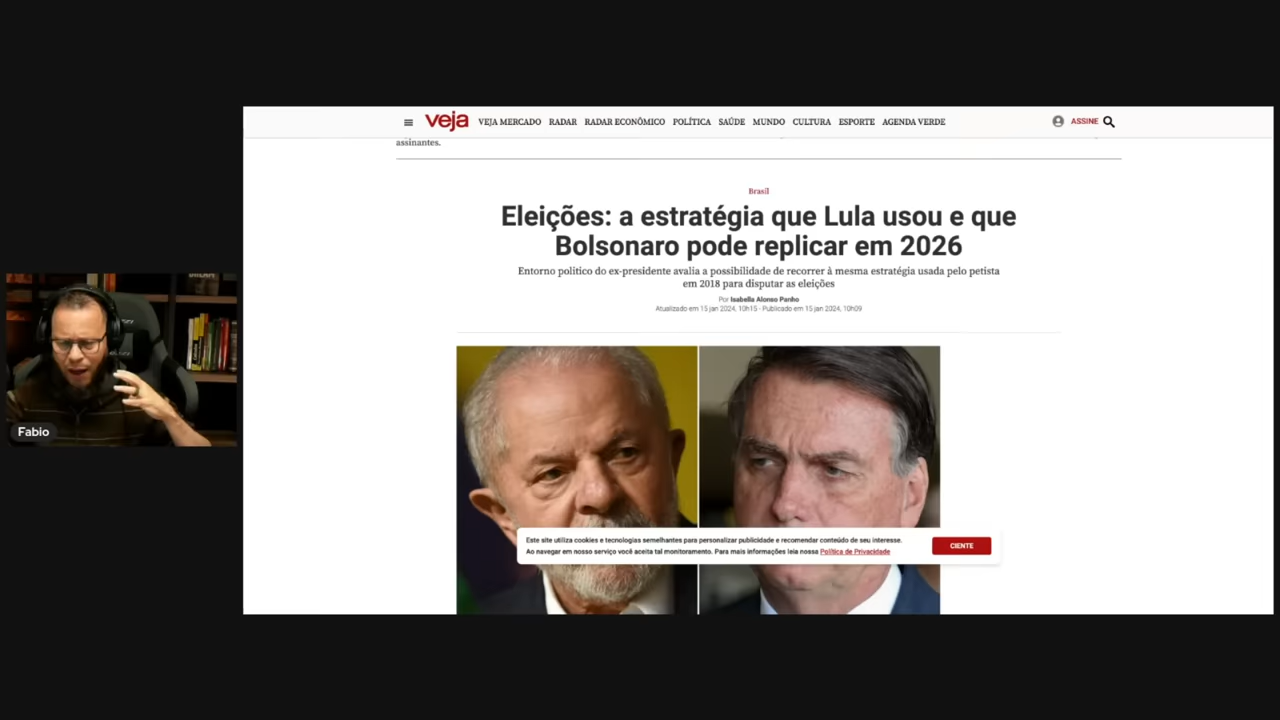 veja VEJA MERCADO RADAR RADAR ECONÔMICO POLÍTICA SAÚDE MUNDO CULTURA ESPORTE AGENDA VERDE ASSINE
assinantes.
Brasil
Eleições: a estratégia que Lula usou e que
Bolsonaro pode replicar em 2026
Entorno político do ex-presidente avalia a possibilidade de recorrer à mesma estratégia usada pelo petista
em 2018 para disputar as eleições
Por Isabella Alonso Panho
Atualizado em 15 jan 2024, 10h15 - Publicado em 15 jan 2024, 10h09
Fabio
Este site utiliza cookies e tecnologias semelhantes para personalizar publicidade e recomendar conteúdo de seu interesse.
Ao navegar em nosso serviço você aceita tal monitoramento. Para mais informações leia nossa Política de Privacidade
CIENTE